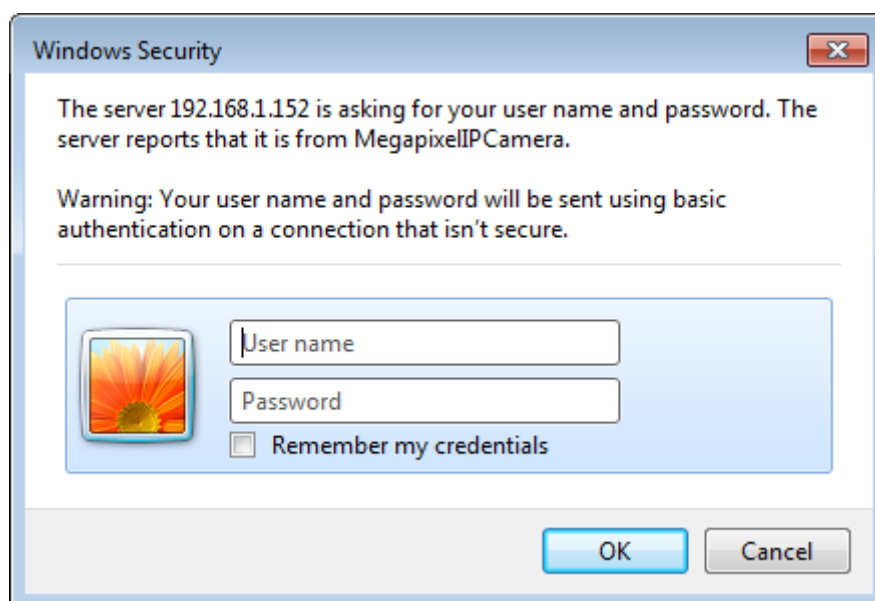 Windows Security
The server 192.168.1.152 is asking for your user name and password. The
server reports that it is from MegapixelIPCamera.
Warning: Your user name and password will be sent using basic
authentication on a connection that isn't secure.
User name
Password
Remember my credentials
OK
Cancel